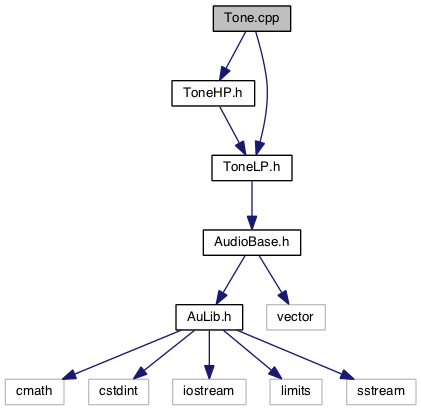 Tone.cpp
ToneHP.h
ToneLP.h
AudioBase.h
AuLib.h
vector
cmath
cstdint
iostream
limits
sstream